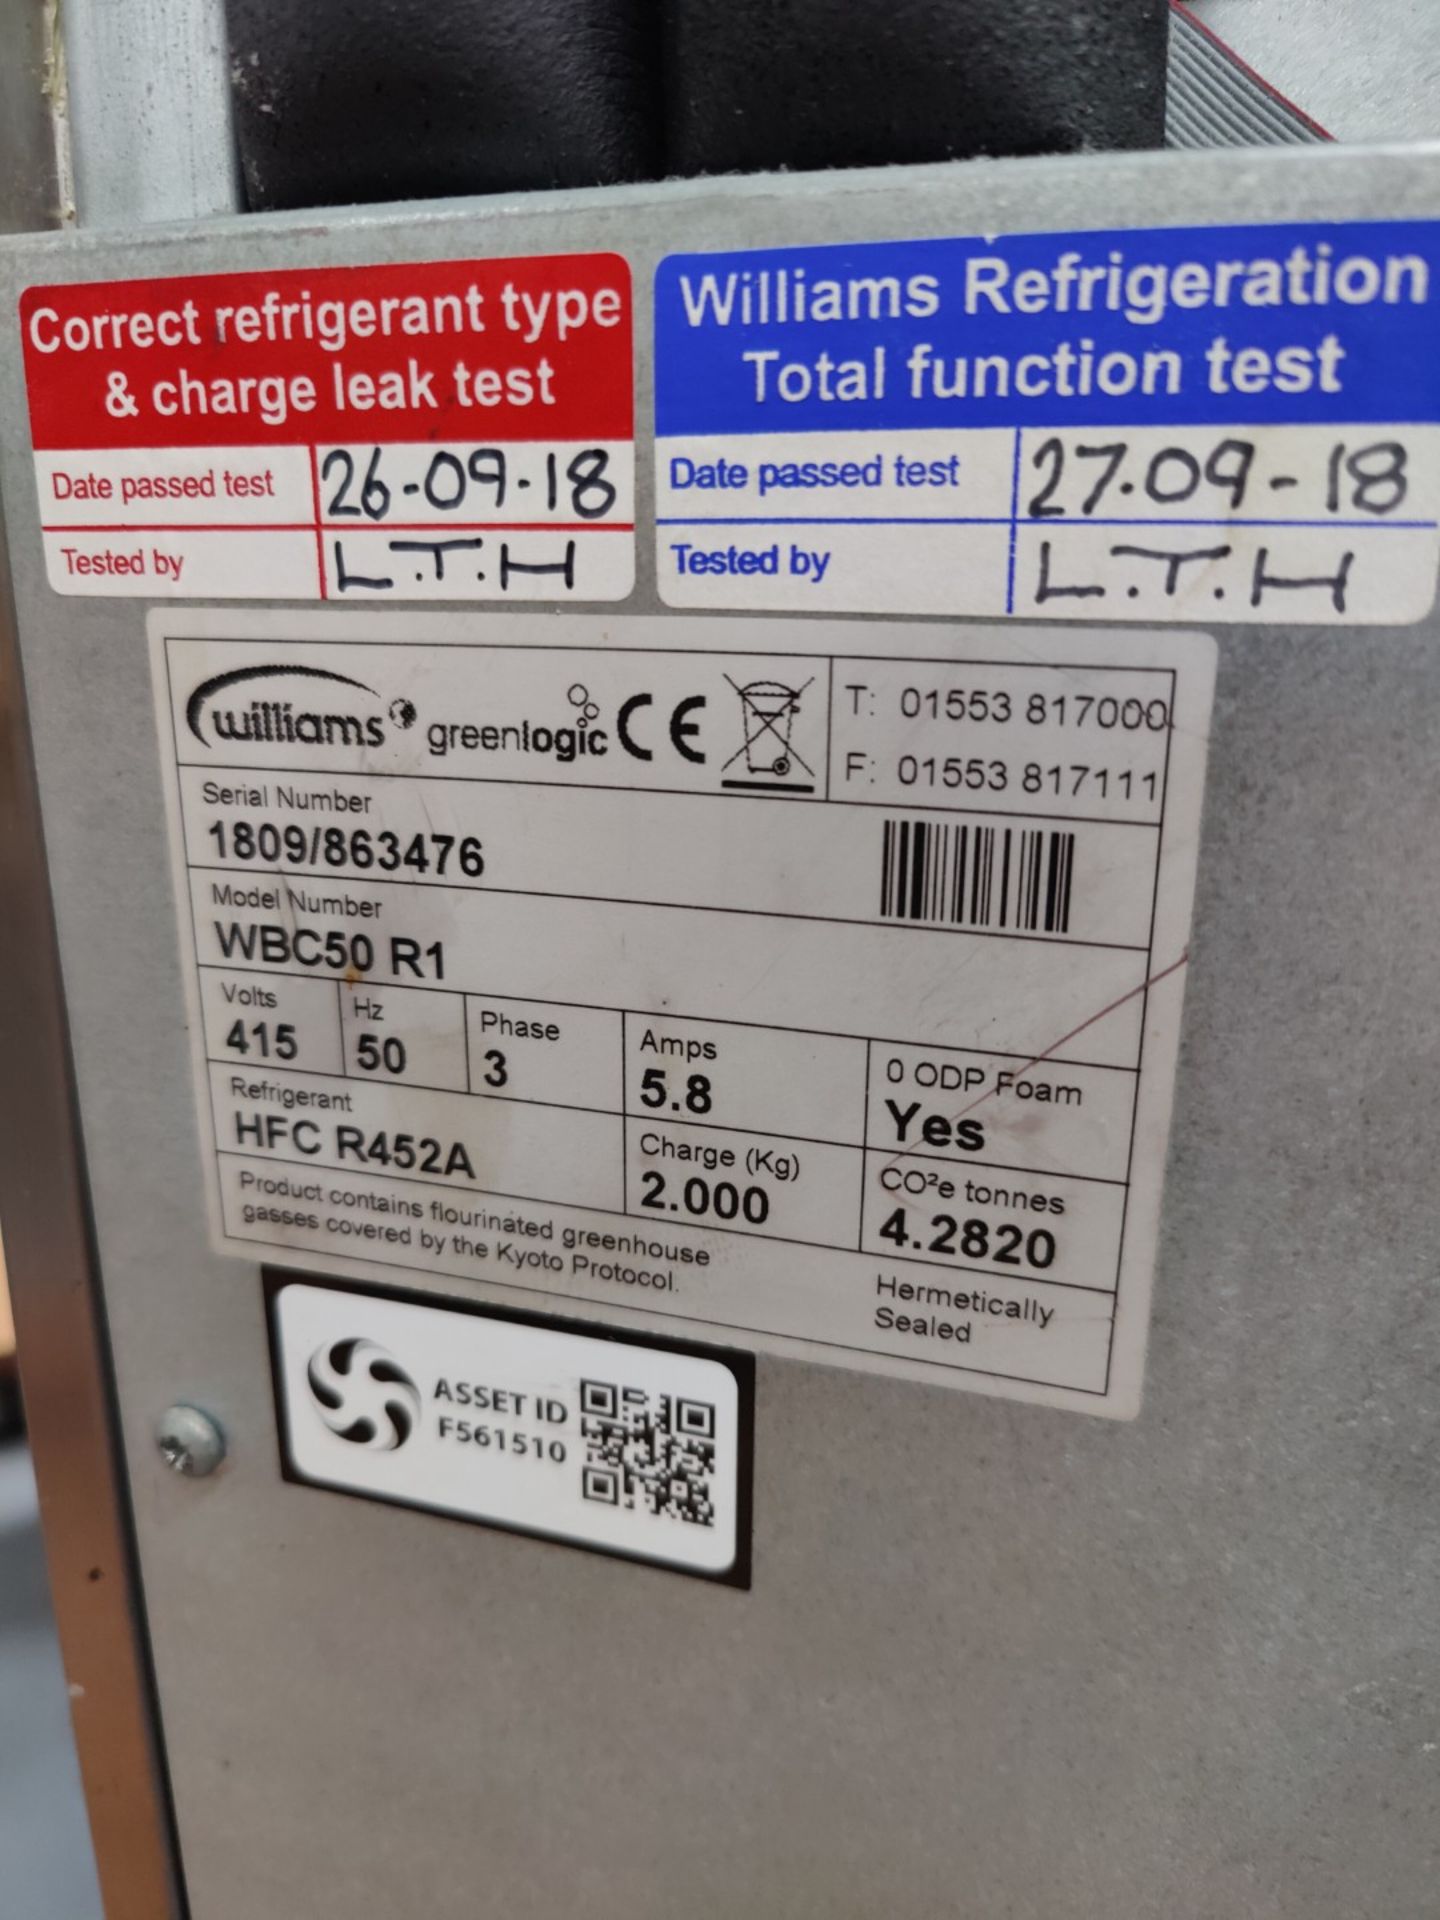 Correct refrigerant type
& charge leak test
Date passed test 26-09-18
Tested by L.T.H
Williams Refrigeration
Total function test
Date passed test 27.09-18
Tested by L.T.H
williams greenlogic CE
T: 01553 817000
F: 01553 817111
Serial Number
1809/863476
Model Number
WBC50 R1
Volts
415
Hz
50
Phase
3
Amps
5.8
0 ODP Foam
Yes
Refrigerant
HFC R452A
Charge (Kg)
2.000
CO²e tonnes
4.2820
Product contains flourinated greenhouse
gasses covered by the Kyoto Protocol.
Hermetically
Sealed
ASSET ID
F561510